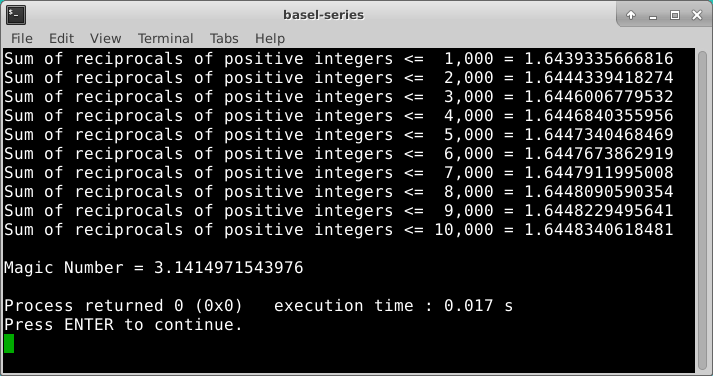 basel-series
File Edit View Terminal Tabs Help
Sum of reciprocals of positive integers <=  1,000 = 1.6439335666816
Sum of reciprocals of positive integers <=  2,000 = 1.6444339418274
Sum of reciprocals of positive integers <=  3,000 = 1.6446006779532
Sum of reciprocals of positive integers <=  4,000 = 1.6446840355956
Sum of reciprocals of positive integers <=  5,000 = 1.6447340468469
Sum of reciprocals of positive integers <=  6,000 = 1.6447673862919
Sum of reciprocals of positive integers <=  7,000 = 1.6447911995008
Sum of reciprocals of positive integers <=  8,000 = 1.6448090590354
Sum of reciprocals of positive integers <=  9,000 = 1.6448229495641
Sum of reciprocals of positive integers <= 10,000 = 1.6448340618481
Magic Number = 3.1414971543976
Process returned 0 (0x0)   execution time : 0.017 s
Press ENTER to continue.